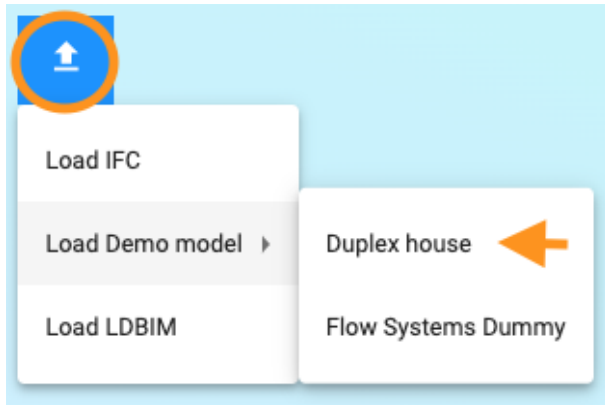 Load IFC
Load Demo model
Duplex house
Load LDBIM
Flow Systems Dummy